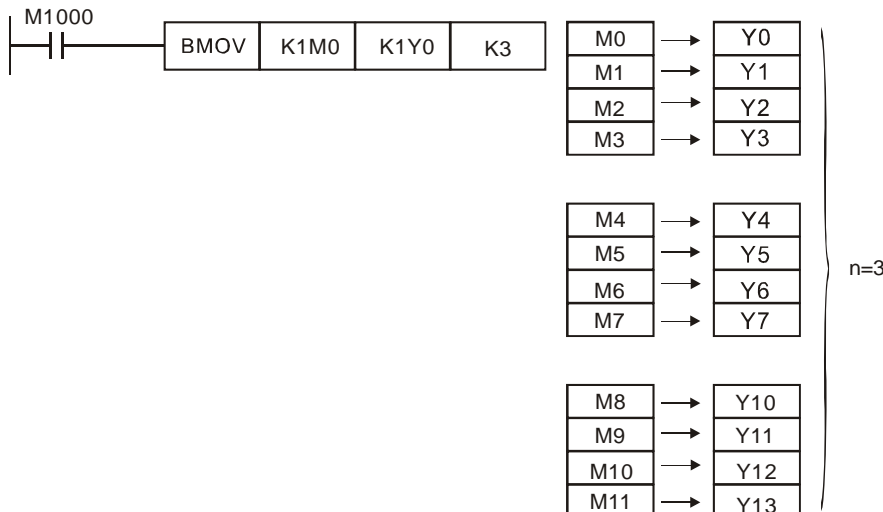 M1000
BMOV K1M0 K1Y0 K3
M0 Y0
M1 Y1
M2 Y2
M3 Y3
M4 Y4
M5 Y5
M6 Y6
M7 Y7
n=3
M8 Y10
M9 Y11
M10 Y12
M11 Y13